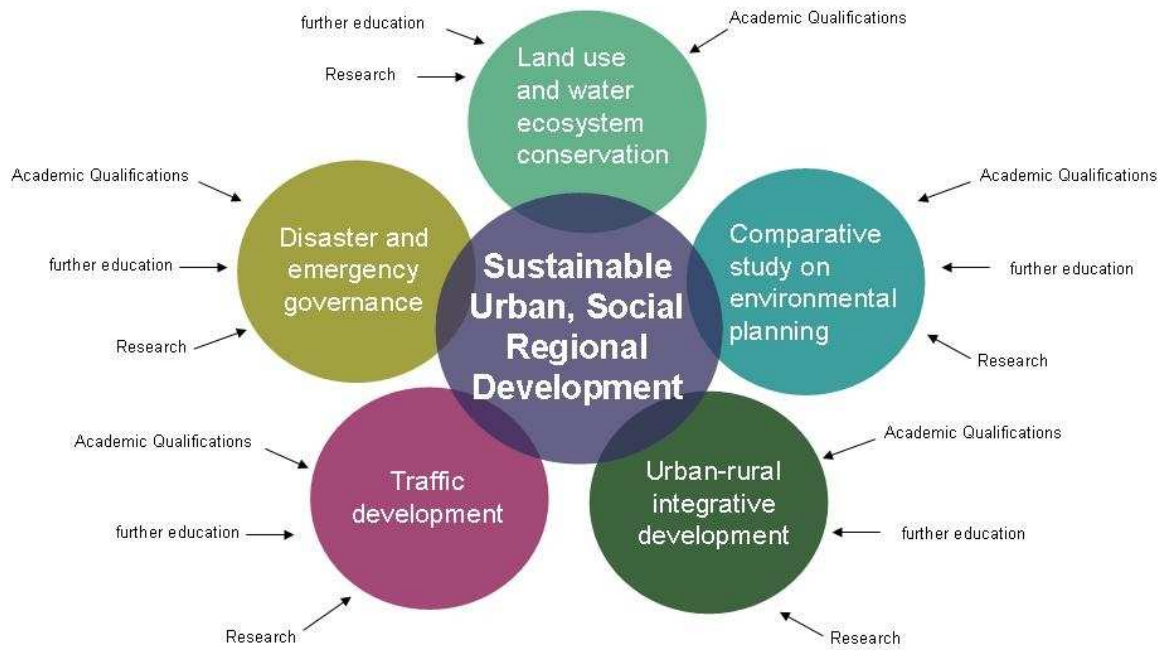 further education
Academic Qualifications
Research
Land use
and water
ecosystem
conservation
Academic Qualifications
further education
Research
Disaster and
emergency
governance
Academic Qualifications
further education
Research
Comparative
study on
environmental
planning
Sustainable
Urban, Social
Regional
Development
Academic Qualifications
further education
Research
Traffic
development
Academic Qualifications
further education
Research
Urban-rural
integrative
development